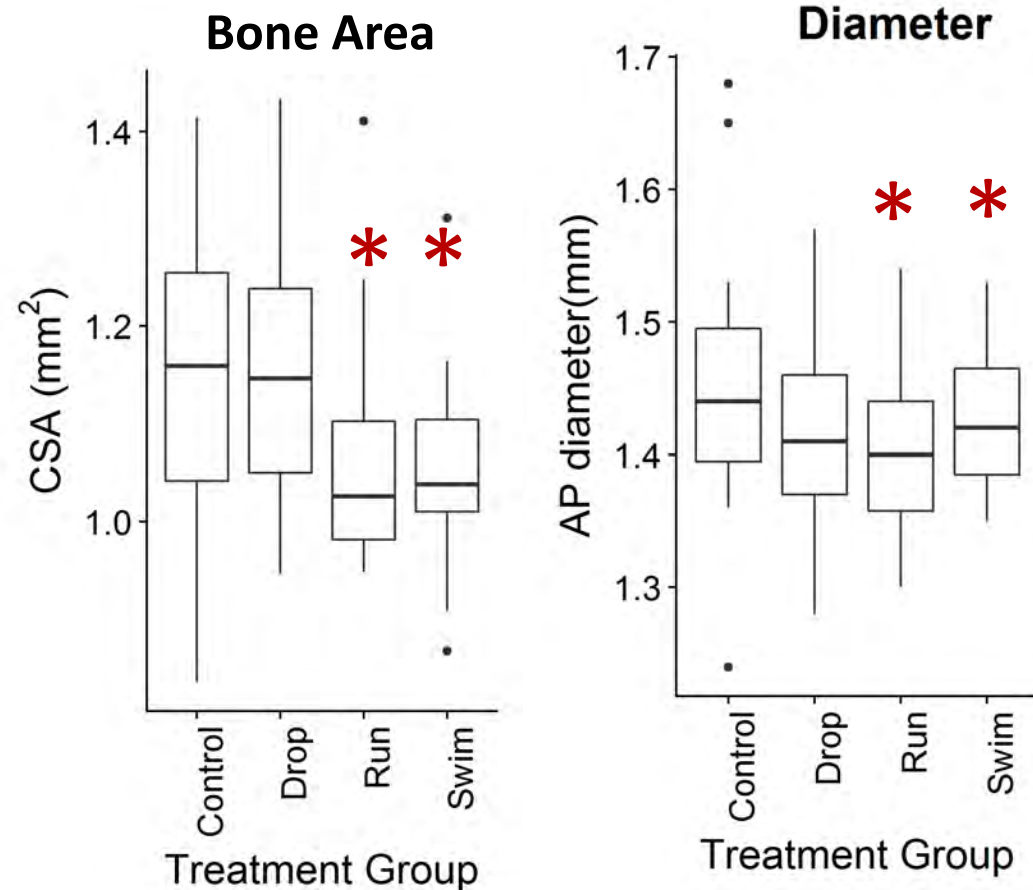 Bone Area
CSA (mm²)
1.4
1.2
1.0
*
*
Control
Drop
Run
Swim
Treatment Group
Diameter
AP diameter(mm)
1.7
1.6
1.5
1.4
1.3
*
*
Control
Drop
Run
Swim
Treatment Group